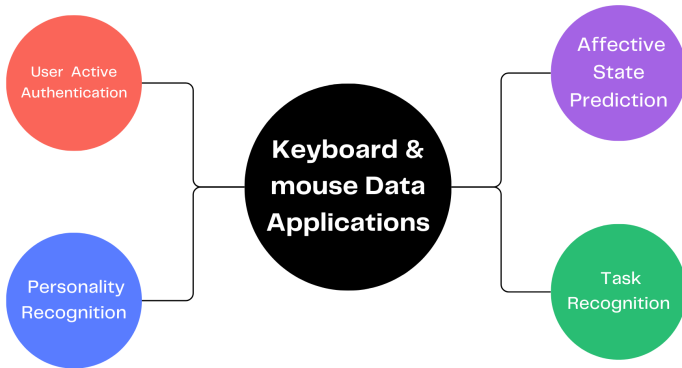 User Active
Authentication
Affective
State
Prediction
Keyboard &
mouse Data
Applications
Personality
Recognition
Task
Recognition